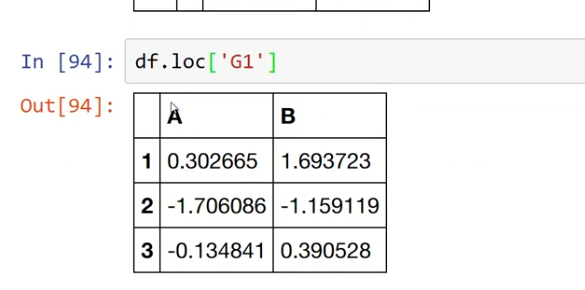 In [94]: df.loc['G1']
Out[94]:
A B
1 0.302665 1.693723
2 -1.706086 -1.159119
3 -0.134841 0.390528